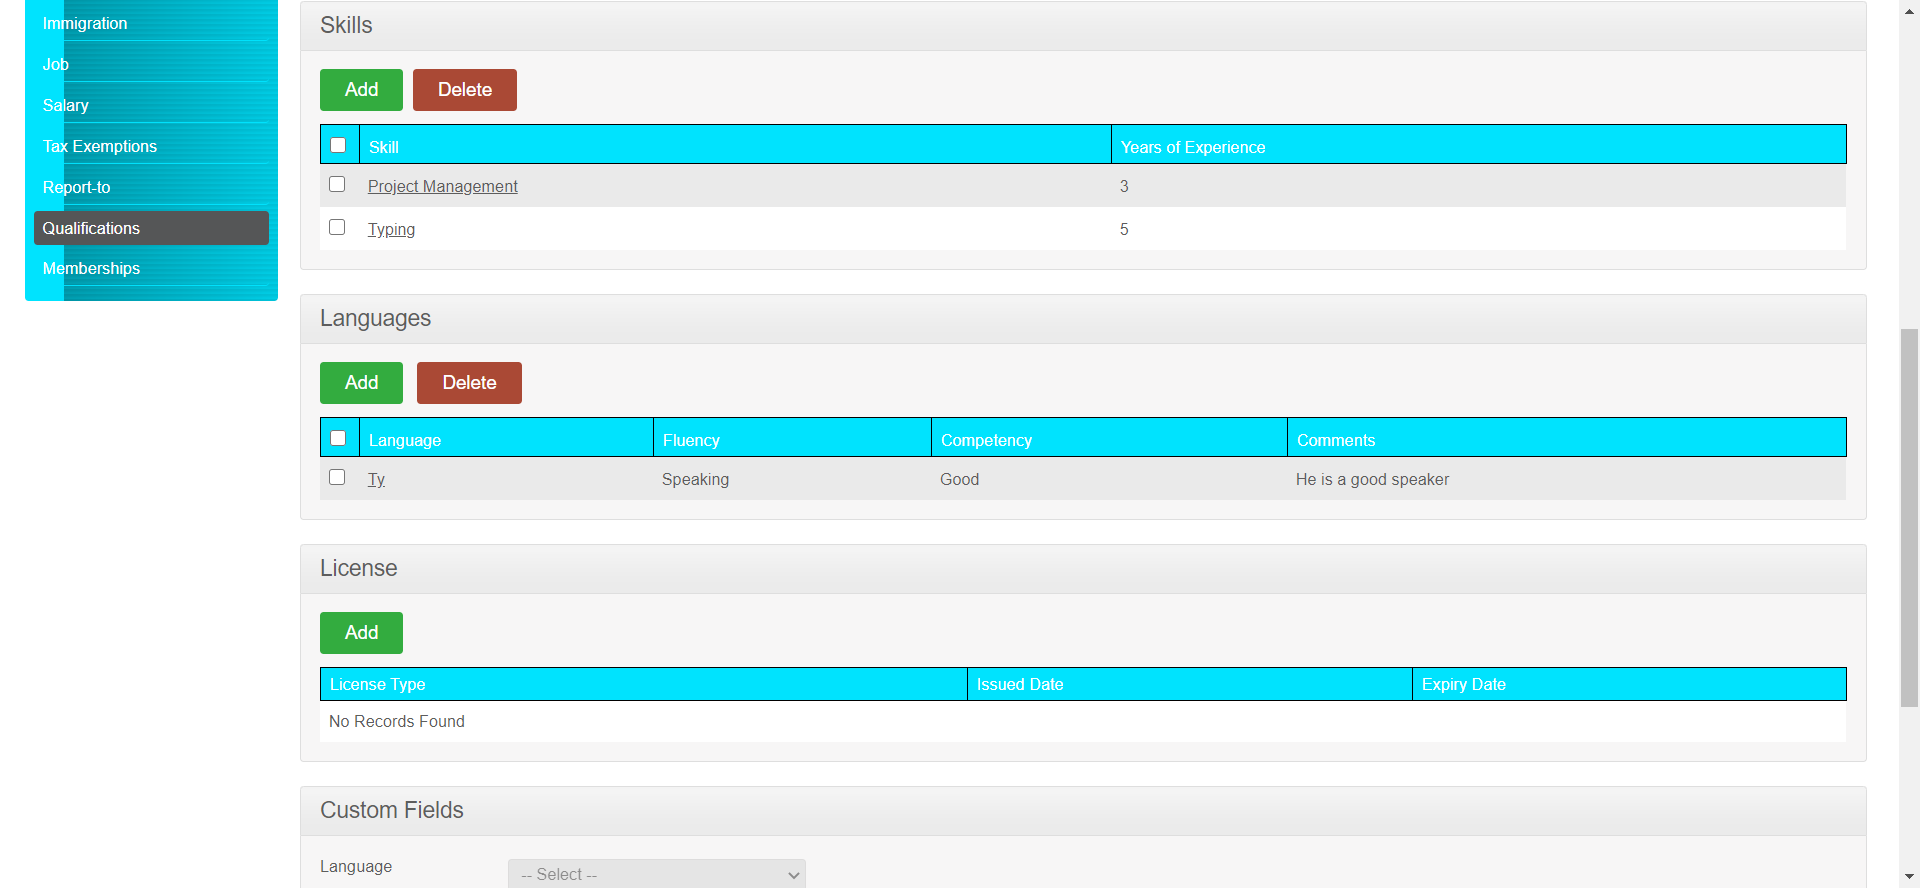 Immigration
Job
Salary
Tax Exemptions
Report-to
Qualifications
Memberships
Skills
Add Delete
Skill Years of Experience
Project Management 3
Typing 5
Languages
Add Delete
Language Fluency Competency Comments
Ty Speaking Good He is a good speaker
License
Add
License Type Issued Date Expiry Date
No Records Found
Custom Fields
Language -- Select --